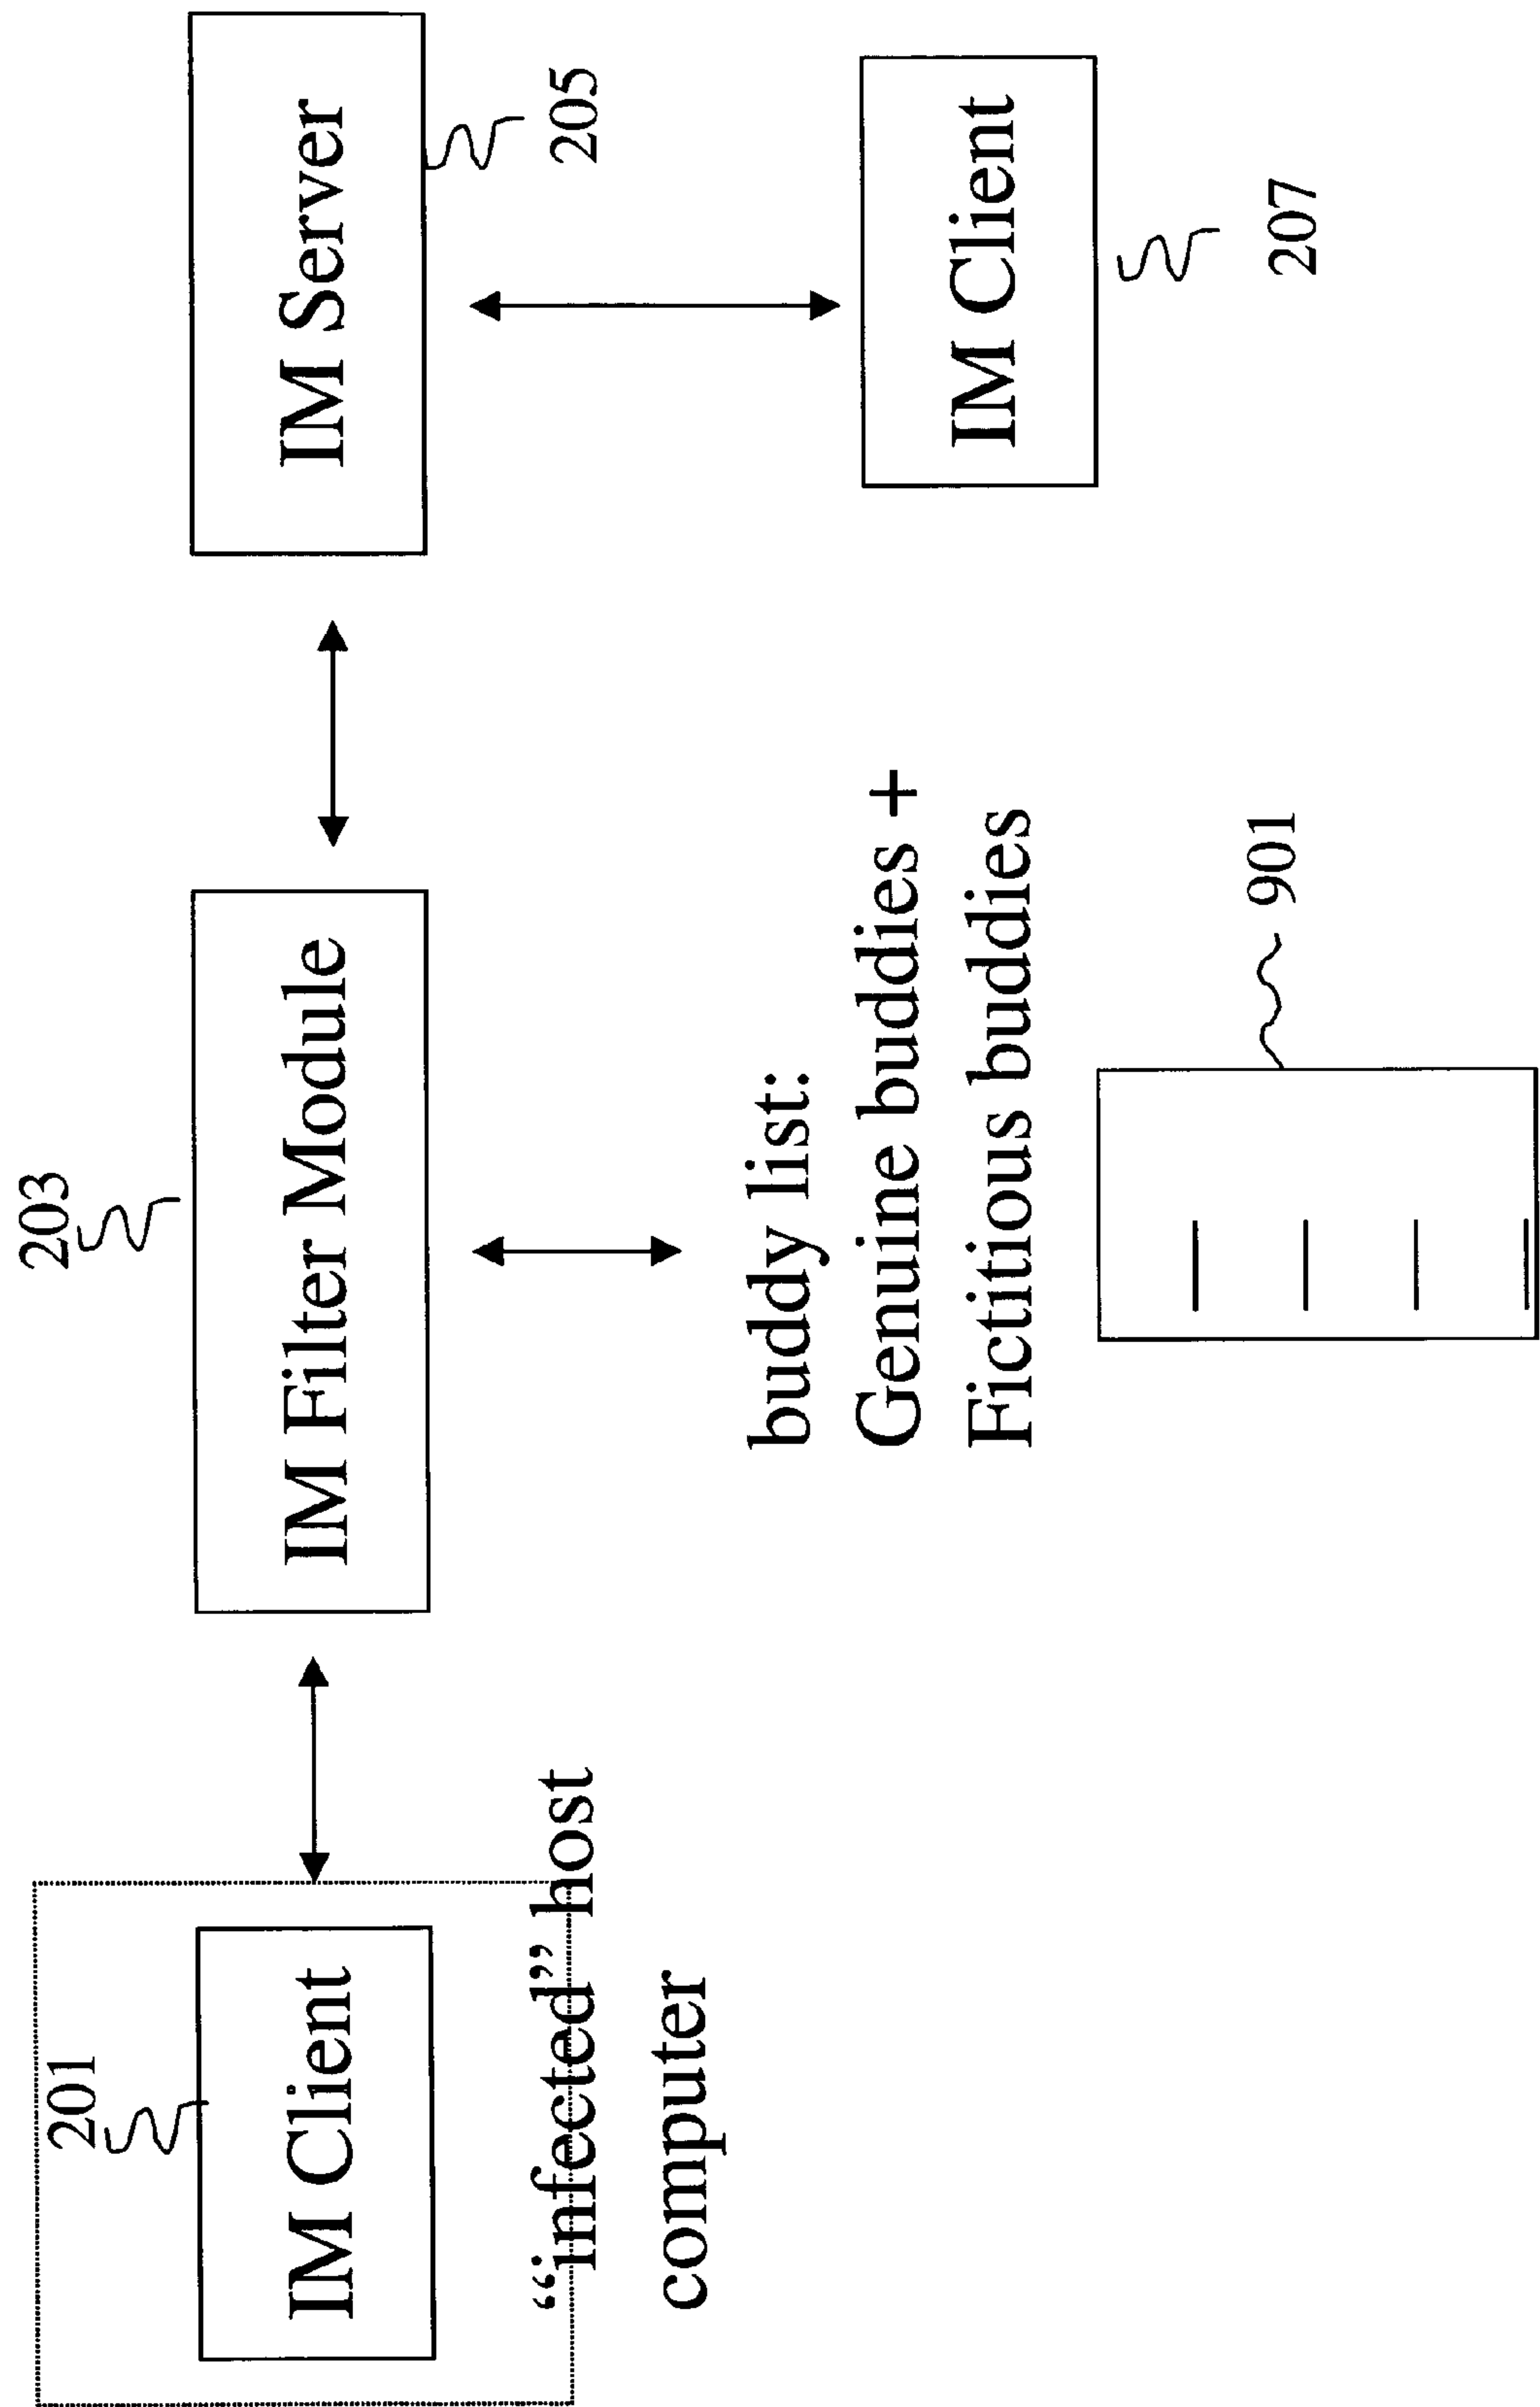 201
IM Client
“infected” host
computer
203
IM Filter Module
buddy list:
Genuine buddies +
Fictitious buddies
901
IM Server
205
IM Client
207